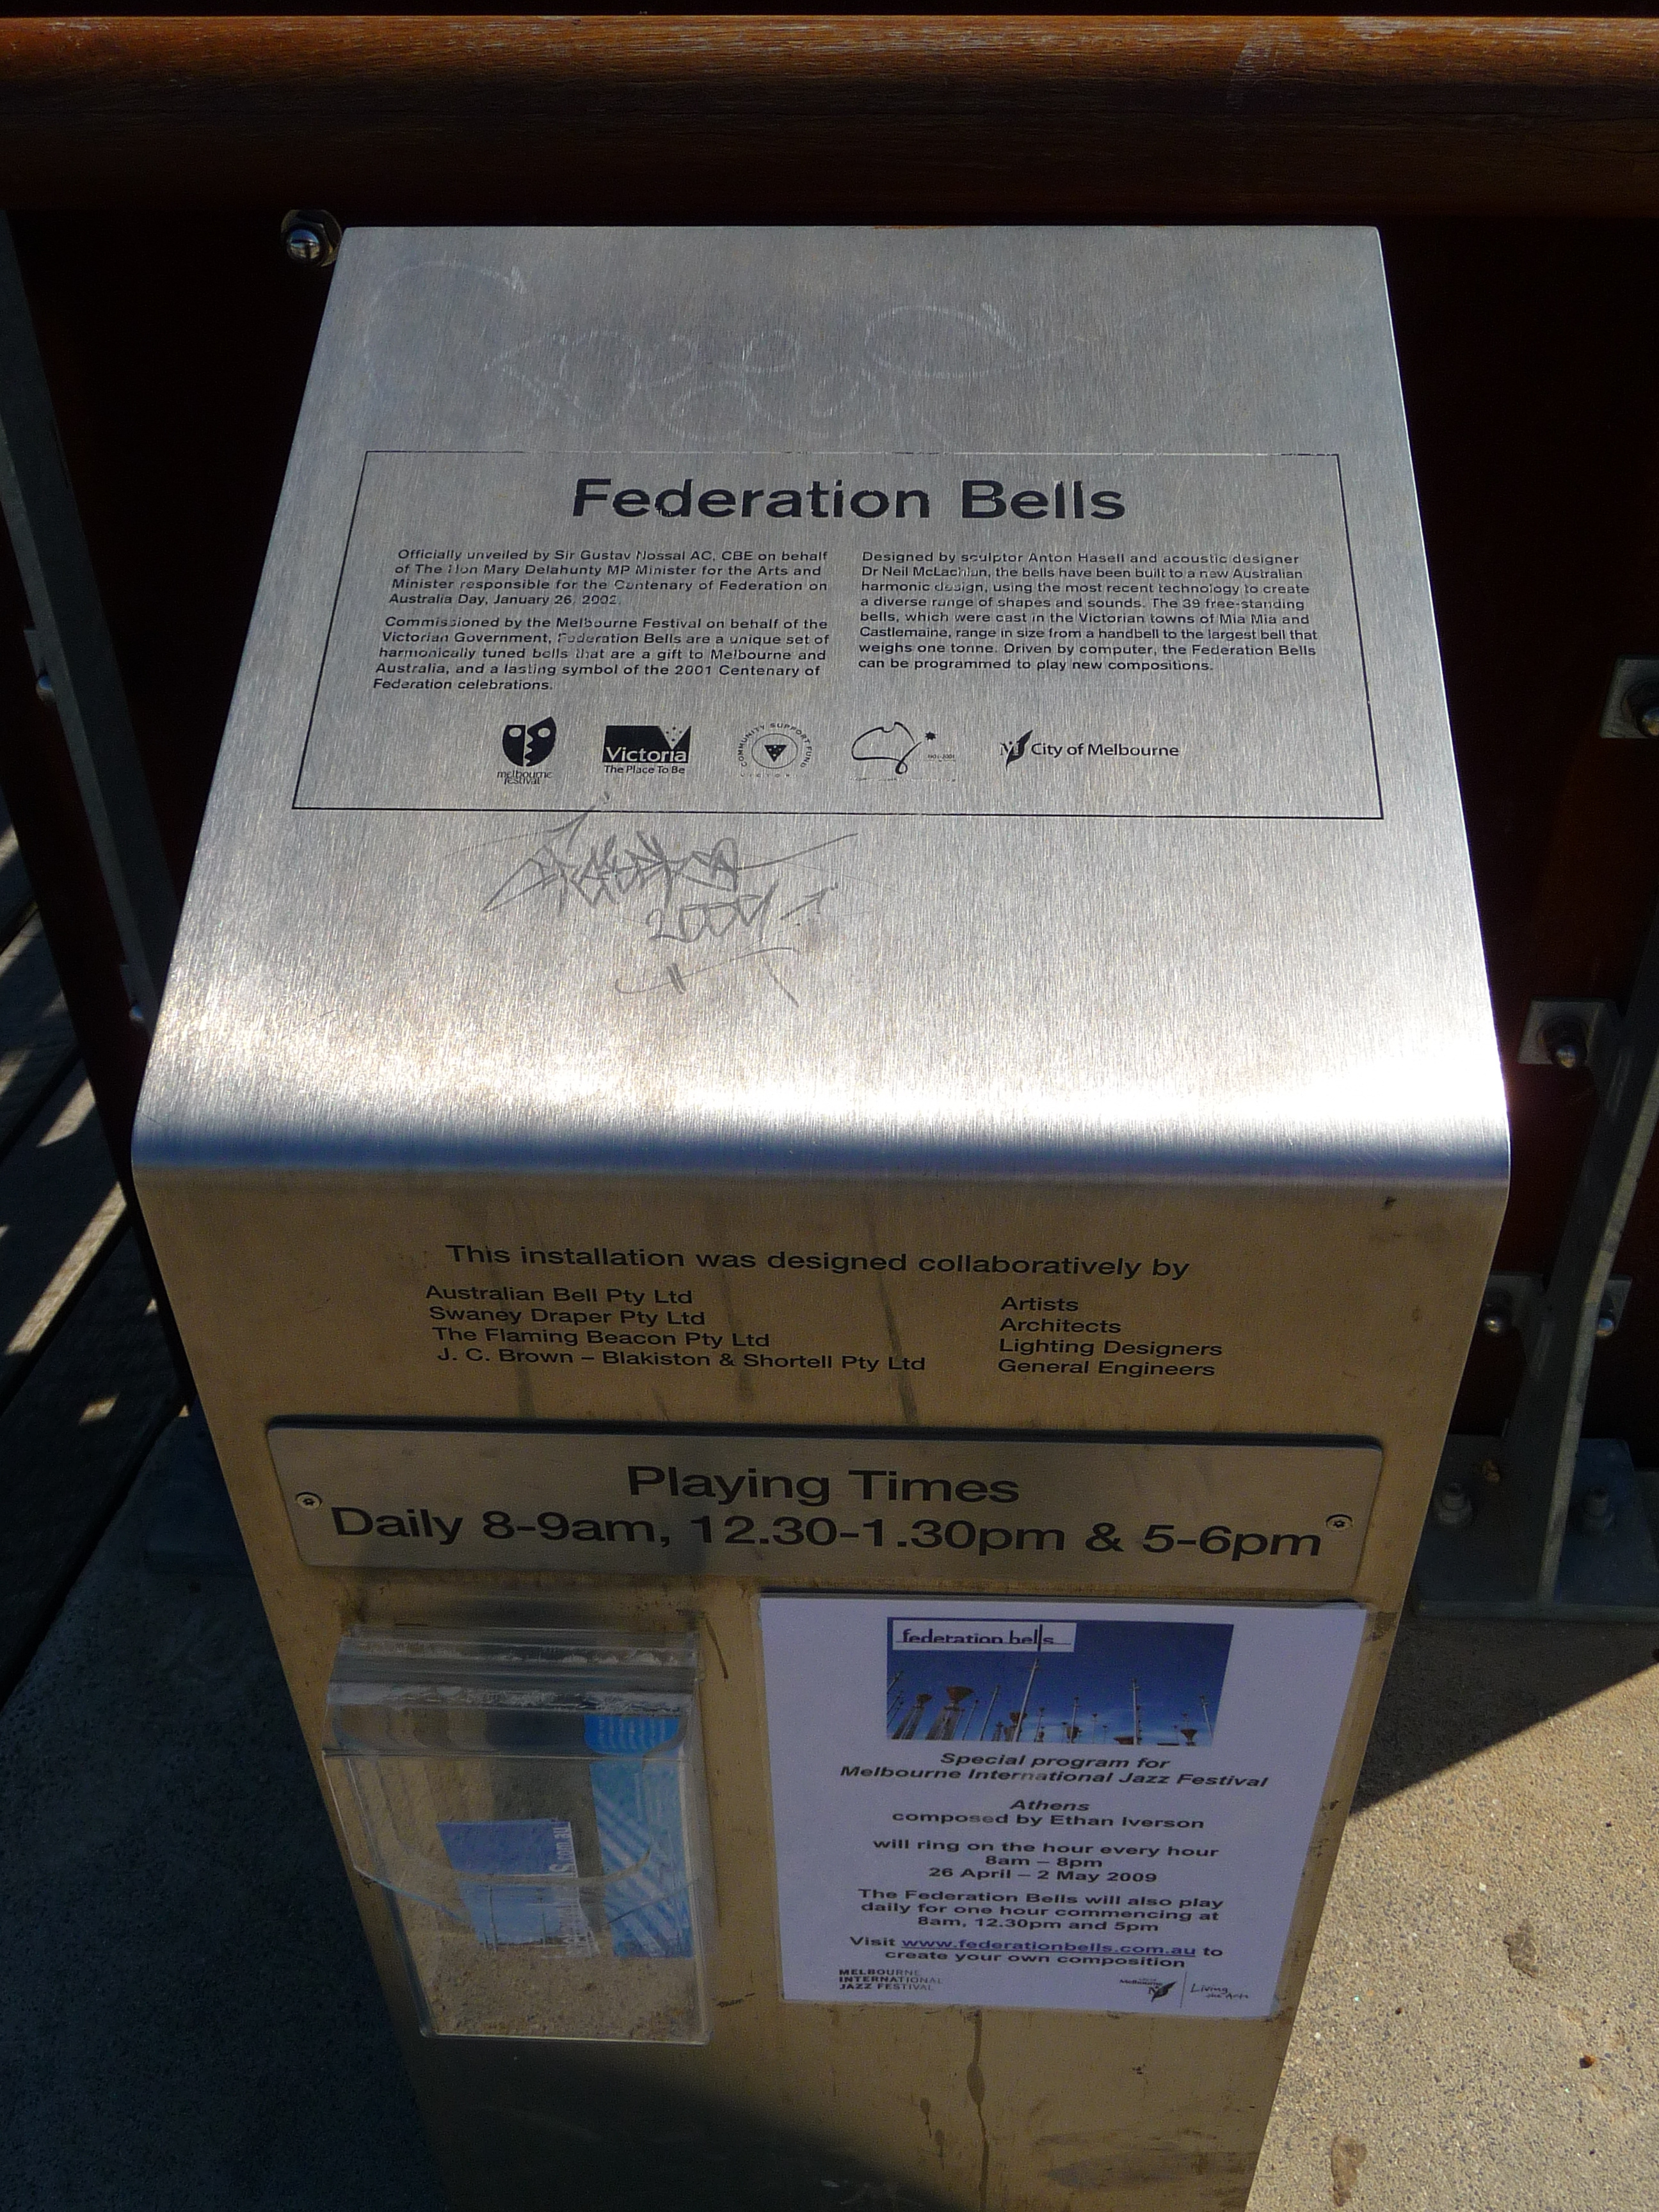 Federation Bells
Officially unveiled by Sir Gustav Nossal AC, CBE on behalf
of The Hon Mary Delahunty MP Minister for the Arts and
Minister responsible for the Centenary of Federation on
Australia Day, January 26, 2002.
Commissioned by the Melbourne Festival on behalf of the
Victorian Government, Federation Bells are a unique set of
harmonically tuned bells that are a gift to Melbourne and
Australia, and a lasting symbol of the 2001 Centenary of
Federation celebrations.
Designed by sculptor Anton Hasell and acoustic designer
Dr Neil McLachlan, the bells have been built to a new Australian
harmonic design, using the most recent technology to create
a diverse range of shapes and sounds. The 39 free-standing
bells, which were cast in the Victorian towns of Mia Mia and
Castlemaine, range in size from a handbell to the largest bell that
weighs one tonne. Driven by computer, the Federation Bells
can be programmed to play new compositions.
melbourne
festival
Victoria
The Place To Be
COMMUNITY SUPPORT FUND
City of Melbourne
This installation was designed collaboratively by
Australian Bell Pty Ltd Artists
Swaney Draper Pty Ltd Architects
The Flaming Beacon Pty Ltd Lighting Designers
J. C. Brown – Blakiston & Shortell Pty Ltd General Engineers
Playing Times
Daily 8-9am, 12.30-1.30pm & 5-6pm
federation bells
Special program for
Melbourne International Jazz Festival
Athens
composed by Ethan Iverson
will ring on the hour every hour
8am – 8pm
26 April – 2 May 2009
The Federation Bells will also play
daily for one hour commencing at
8am, 12.30pm and 5pm
Visit www.federationbells.com.au to
create your own composition
MELBOURNE
INTERNATIONAL
JAZZ FESTIVAL
Living
the Arts